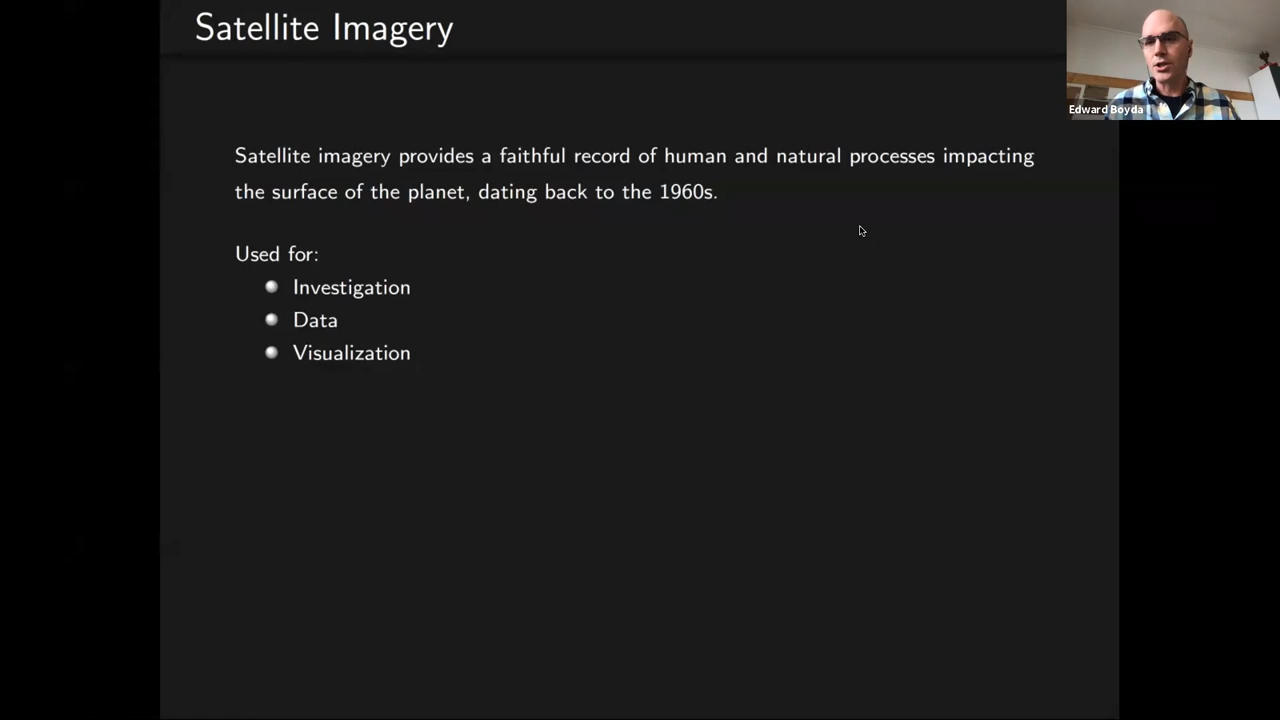 Satellite Imagery
Edward Boyda
Satellite imagery provides a faithful record of human and natural processes impacting
the surface of the planet, dating back to the 1960s.
Used for:
Investigation
Data
Visualization